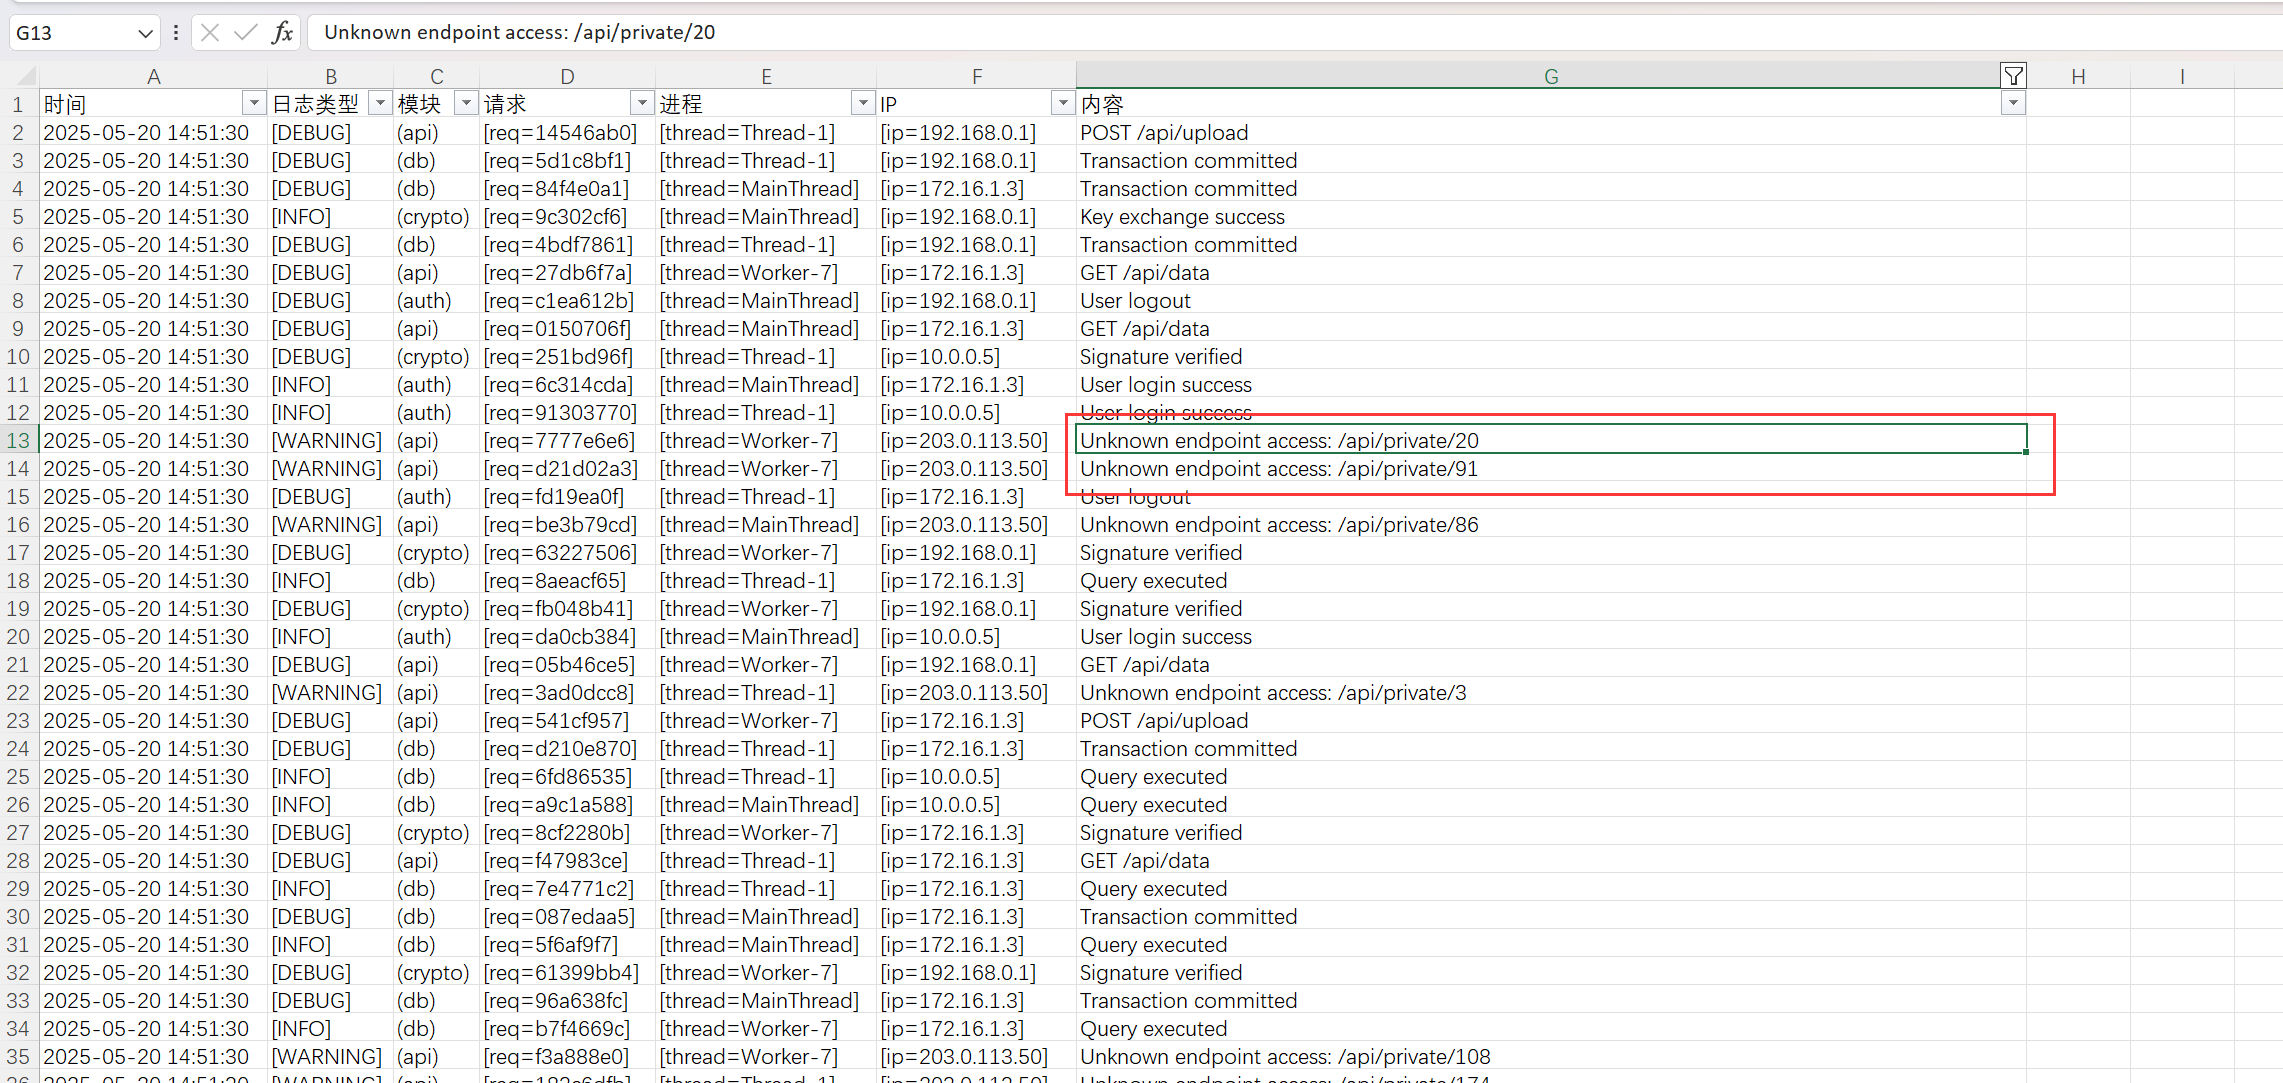 G13 fx Unknown endpoint access: /api/private/20
A B C D E F G H I
1 时间 日志类型 模块 请求 进程 IP 内容
2 2025-05-20 14:51:30 [DEBUG] (api) [req=14546ab0] [thread=Thread-1] [ip=192.168.0.1] POST /api/upload
3 2025-05-20 14:51:30 [DEBUG] (db) [req=5d1c8bf1] [thread=Thread-1] [ip=192.168.0.1] Transaction committed
4 2025-05-20 14:51:30 [DEBUG] (db) [req=84f4e0a1] [thread=MainThread] [ip=172.16.1.3] Transaction committed
5 2025-05-20 14:51:30 [INFO] (crypto) [req=9c302cf6] [thread=MainThread] [ip=192.168.0.1] Key exchange success
6 2025-05-20 14:51:30 [DEBUG] (db) [req=4bdf7861] [thread=Thread-1] [ip=192.168.0.1] Transaction committed
7 2025-05-20 14:51:30 [DEBUG] (api) [req=27db6f7a] [thread=Worker-7] [ip=172.16.1.3] GET /api/data
8 2025-05-20 14:51:30 [DEBUG] (auth) [req=c1ea612b] [thread=MainThread] [ip=192.168.0.1] User logout
9 2025-05-20 14:51:30 [DEBUG] (api) [req=0150706f] [thread=MainThread] [ip=172.16.1.3] GET /api/data
10 2025-05-20 14:51:30 [DEBUG] (crypto) [req=251bd96f] [thread=Thread-1] [ip=10.0.0.5] Signature verified
11 2025-05-20 14:51:30 [INFO] (auth) [req=6c314cda] [thread=MainThread] [ip=172.16.1.3] User login success
12 2025-05-20 14:51:30 [INFO] (auth) [req=91303770] [thread=Thread-1] [ip=10.0.0.5] User login success
13 2025-05-20 14:51:30 [WARNING] (api) [req=7777e6e6] [thread=Worker-7] [ip=203.0.113.50] Unknown endpoint access: /api/private/20
14 2025-05-20 14:51:30 [WARNING] (api) [req=d21d02a3] [thread=Worker-7] [ip=203.0.113.50] Unknown endpoint access: /api/private/91
15 2025-05-20 14:51:30 [DEBUG] (auth) [req=fd19ea0f] [thread=Thread-1] [ip=172.16.1.3] User logout
16 2025-05-20 14:51:30 [WARNING] (api) [req=be3b79cd] [thread=MainThread] [ip=203.0.113.50] Unknown endpoint access: /api/private/86
17 2025-05-20 14:51:30 [DEBUG] (crypto) [req=63227506] [thread=Worker-7] [ip=192.168.0.1] Signature verified
18 2025-05-20 14:51:30 [INFO] (db) [req=8aeacf65] [thread=Thread-1] [ip=172.16.1.3] Query executed
19 2025-05-20 14:51:30 [DEBUG] (crypto) [req=fb048b41] [thread=Worker-7] [ip=192.168.0.1] Signature verified
20 2025-05-20 14:51:30 [INFO] (auth) [req=da0cb384] [thread=MainThread] [ip=10.0.0.5] User login success
21 2025-05-20 14:51:30 [DEBUG] (api) [req=05b46ce5] [thread=Worker-7] [ip=192.168.0.1] GET /api/data
22 2025-05-20 14:51:30 [WARNING] (api) [req=3ad0dcc8] [thread=Thread-1] [ip=203.0.113.50] Unknown endpoint access: /api/private/3
23 2025-05-20 14:51:30 [DEBUG] (api) [req=541cf957] [thread=Worker-7] [ip=172.16.1.3] POST /api/upload
24 2025-05-20 14:51:30 [DEBUG] (db) [req=d210e870] [thread=Thread-1] [ip=172.16.1.3] Transaction committed
25 2025-05-20 14:51:30 [INFO] (db) [req=6fd86535] [thread=Thread-1] [ip=10.0.0.5] Query executed
26 2025-05-20 14:51:30 [INFO] (db) [req=a9c1a588] [thread=MainThread] [ip=10.0.0.5] Query executed
27 2025-05-20 14:51:30 [DEBUG] (crypto) [req=8cf2280b] [thread=Worker-7] [ip=172.16.1.3] Signature verified
28 2025-05-20 14:51:30 [DEBUG] (api) [req=f47983ce] [thread=Thread-1] [ip=172.16.1.3] GET /api/data
29 2025-05-20 14:51:30 [INFO] (db) [req=7e4771c2] [thread=Thread-1] [ip=172.16.1.3] Query executed
30 2025-05-20 14:51:30 [DEBUG] (db) [req=087edaa5] [thread=MainThread] [ip=172.16.1.3] Transaction committed
31 2025-05-20 14:51:30 [INFO] (db) [req=5f6af9f7] [thread=MainThread] [ip=172.16.1.3] Query executed
32 2025-05-20 14:51:30 [DEBUG] (crypto) [req=61399bb4] [thread=Worker-7] [ip=192.168.0.1] Signature verified
33 2025-05-20 14:51:30 [DEBUG] (db) [req=96a638fc] [thread=MainThread] [ip=172.16.1.3] Transaction committed
34 2025-05-20 14:51:30 [INFO] (db) [req=b7f4669c] [thread=Worker-7] [ip=172.16.1.3] Query executed
35 2025-05-20 14:51:30 [WARNING] (api) [req=f3a888e0] [thread=Worker-7] [ip=203.0.113.50] Unknown endpoint access: /api/private/108